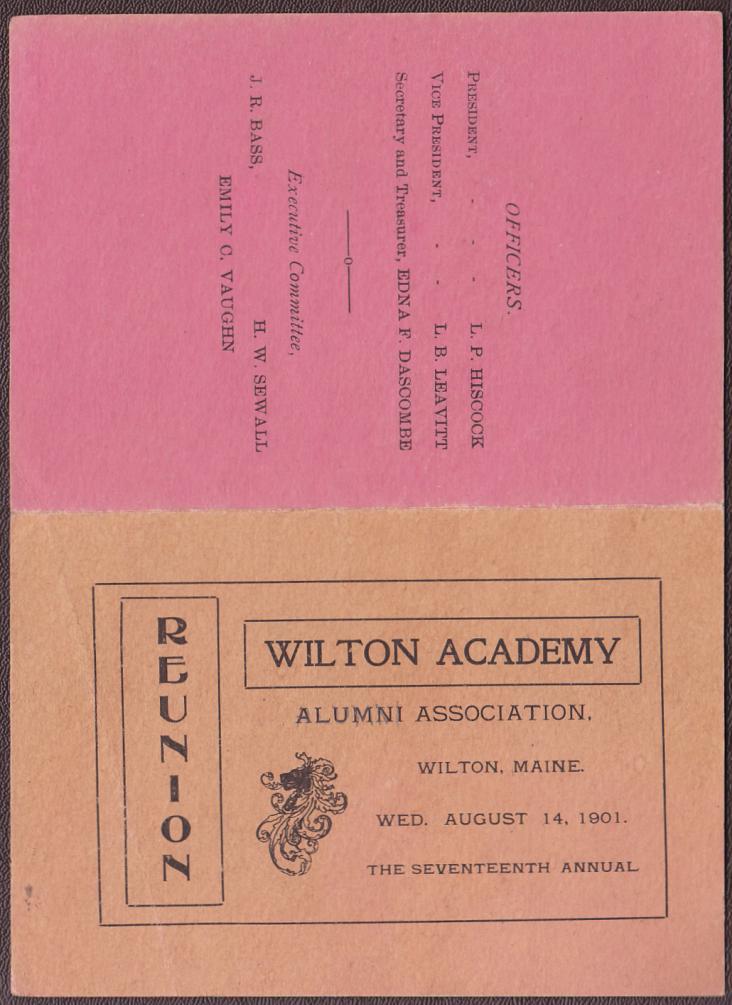 OFFICERS.
PRESIDENT, - - - L. P. HISCOCK
VICE PRESIDENT, - - L. B. LEAVITT
Secretary and Treasurer, EDNA F. DASCOMBE
Executive Committee,
J. R. BASS, H. W. SEWALL
EMILY C. VAUGHN
REUNION
WILTON ACADEMY
ALUMNI ASSOCIATION,
WILTON, MAINE.
WED. AUGUST 14, 1901.
THE SEVENTEENTH ANNUAL